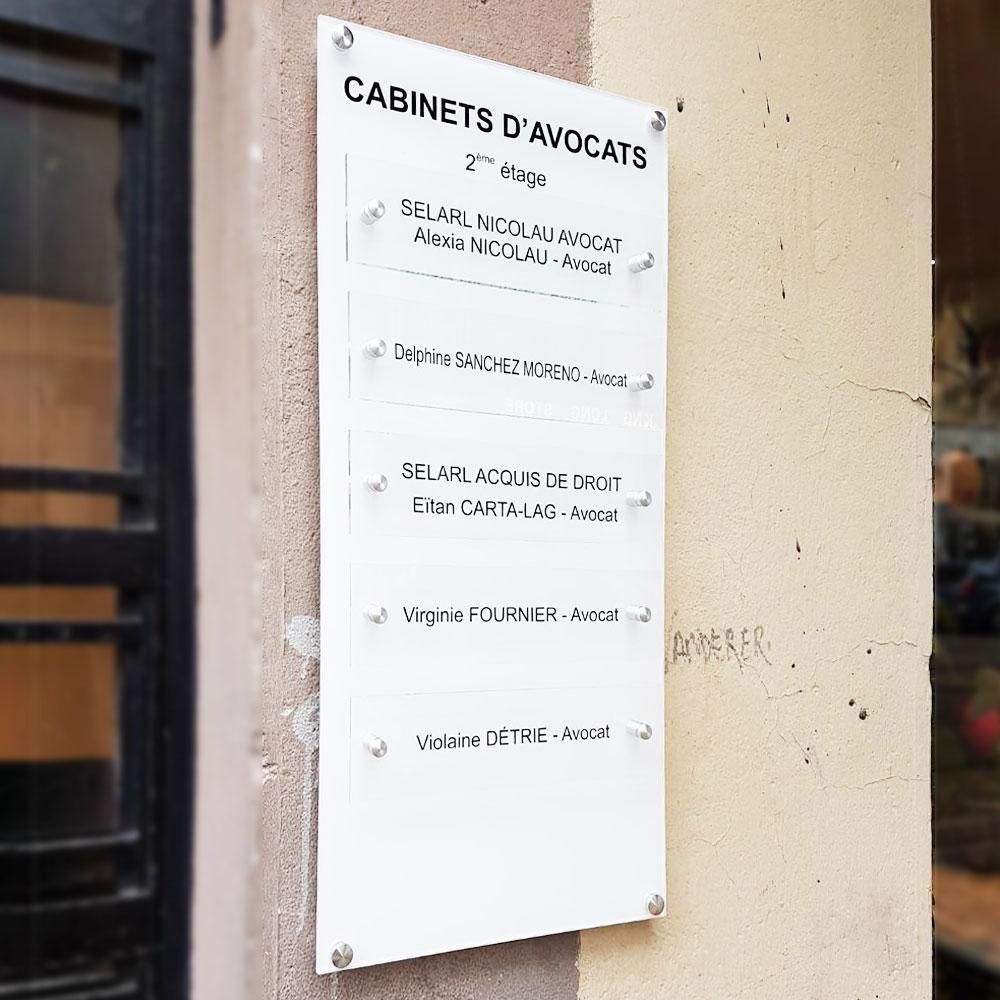 CABINETS D'AVOCATS
2ème étage
SELARL NICOLAU AVOCAT
Alexia NICOLAU - Avocat
Delphine SANCHEZ MORENO - Avocat
SELARL ACQUIS DE DROIT
Eïtan CARTA-LAG - Avocat
Virginie FOURNIER - Avocat
Violaine DÉTRIE - Avocat